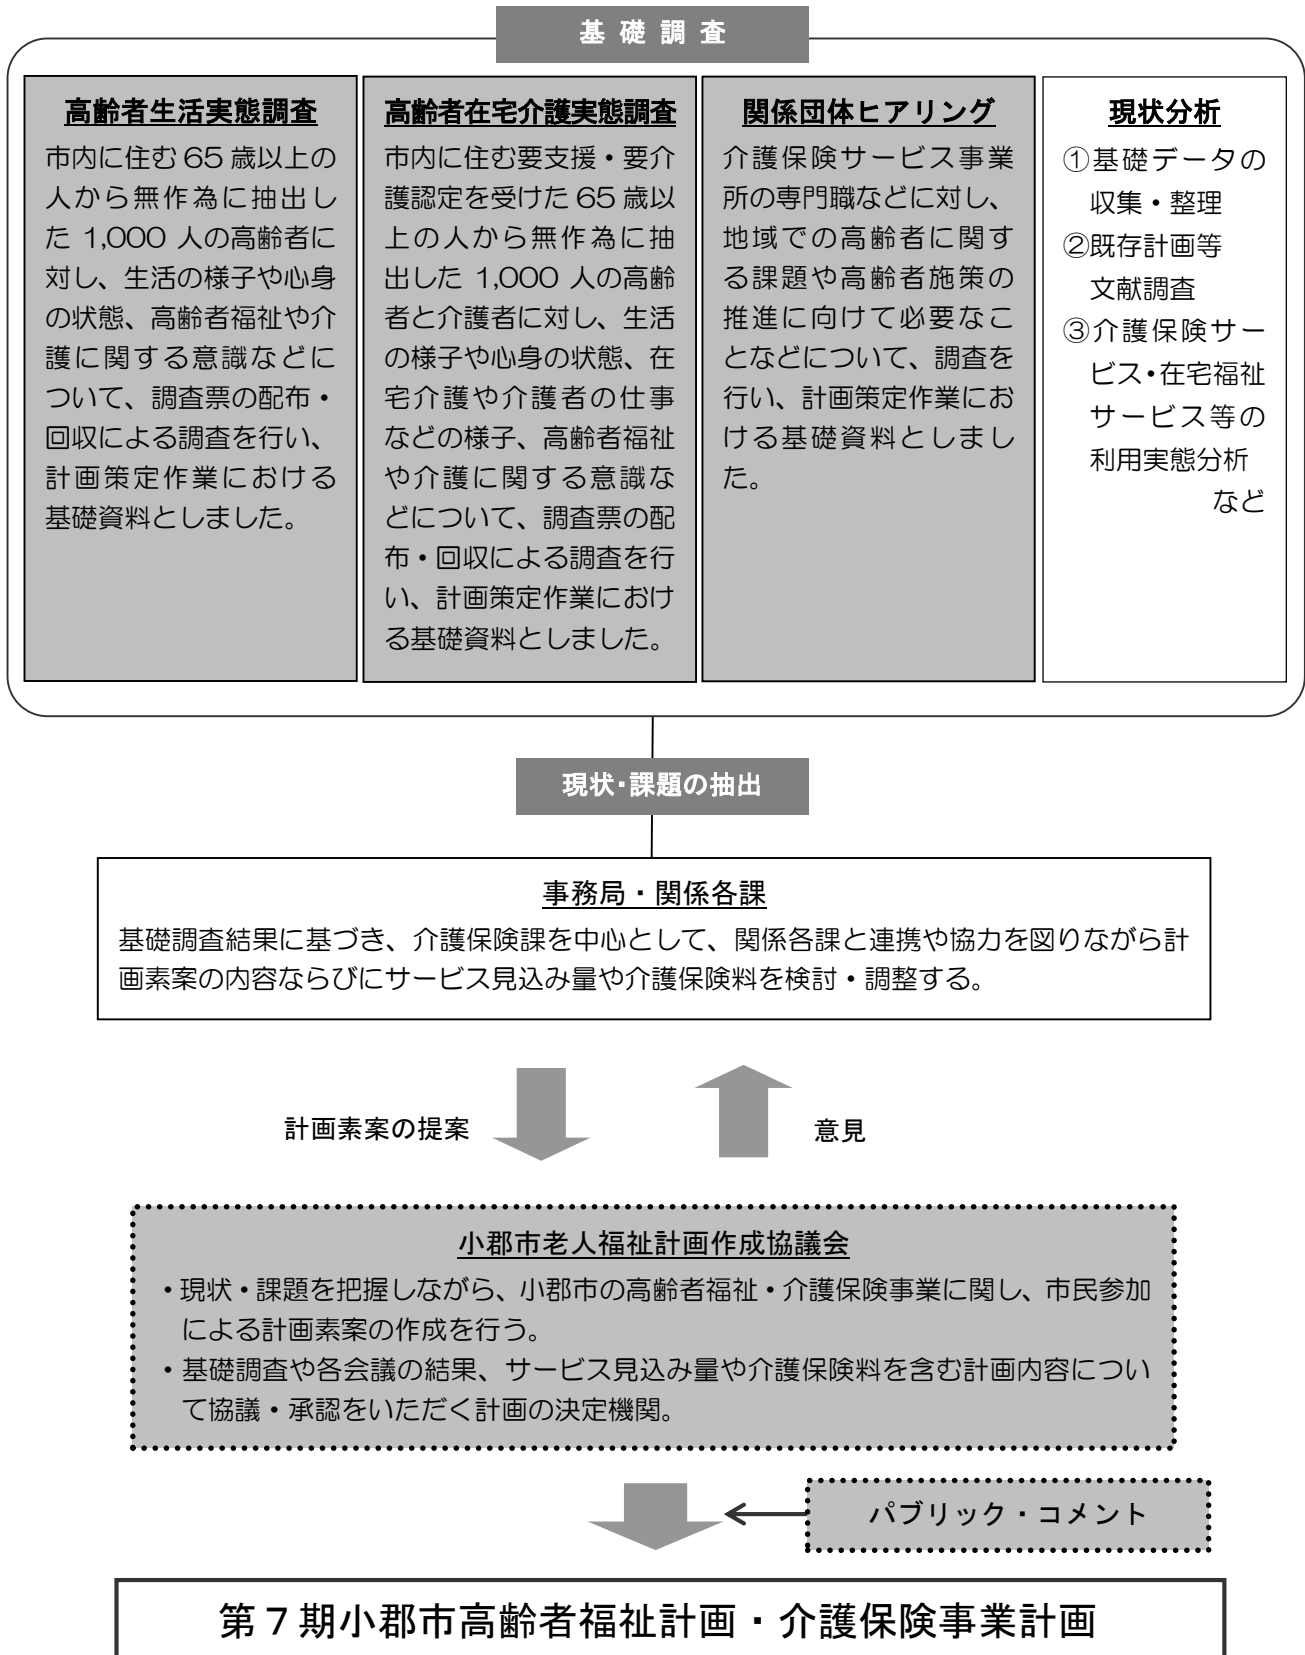 基 礎 調 査
高齢者生活実態調査
市内に住む 65 歳以上の
人から無作為に抽出し
た 1,000 人の高齢者に
対し、生活の様子や心身
の状態、高齢者福祉や介
護に関する意識などに
ついて、調査票の配布・
回収による調査を行い、
計画策定作業における
基礎資料としました。
高齢者在宅介護実態調査
市内に住む要支援・要介
護認定を受けた 65 歳以
上の人から無作為に抽
出した 1,000 人の高齢
者と介護者に対し、生活
の様子や心身の状態、在
宅介護や介護者の仕事
などの様子、高齢者福祉
や介護に関する意識な
どについて、調査票の配
布・回収による調査を行
い、計画策定作業におけ
る基礎資料としました。
関係団体ヒアリング
介護保険サービス事業
所の専門職などに対し、
地域での高齢者に関す
る課題や高齢者施策の
推進に向けて必要なこ
となどについて、調査を
行い、計画策定作業にお
ける基礎資料としまし
た。
現状分析
①基礎データの
収集・整理
②既存計画等
文献調査
③介護保険サー
ビス・在宅福祉
サービス等の
利用実態分析
など
現状・課題の抽出
事務局・関係各課
基礎調査結果に基づき、介護保険課を中心として、関係各課と連携や協力を図りながら計
画素案の内容ならびにサービス見込み量や介護保険料を検討・調整する。
計画素案の提案
意見
小郡市老人福祉計画作成協議会
・現状・課題を把握しながら、小郡市の高齢者福祉・介護保険事業に関し、市民参加
による計画素案の作成を行う。
・基礎調査や各会議の結果、サービス見込み量や介護保険料を含む計画内容につい
て協議・承認をいただく計画の決定機関。
パブリック・コメント
第７期小郡市高齢者福祉計画・介護保険事業計画